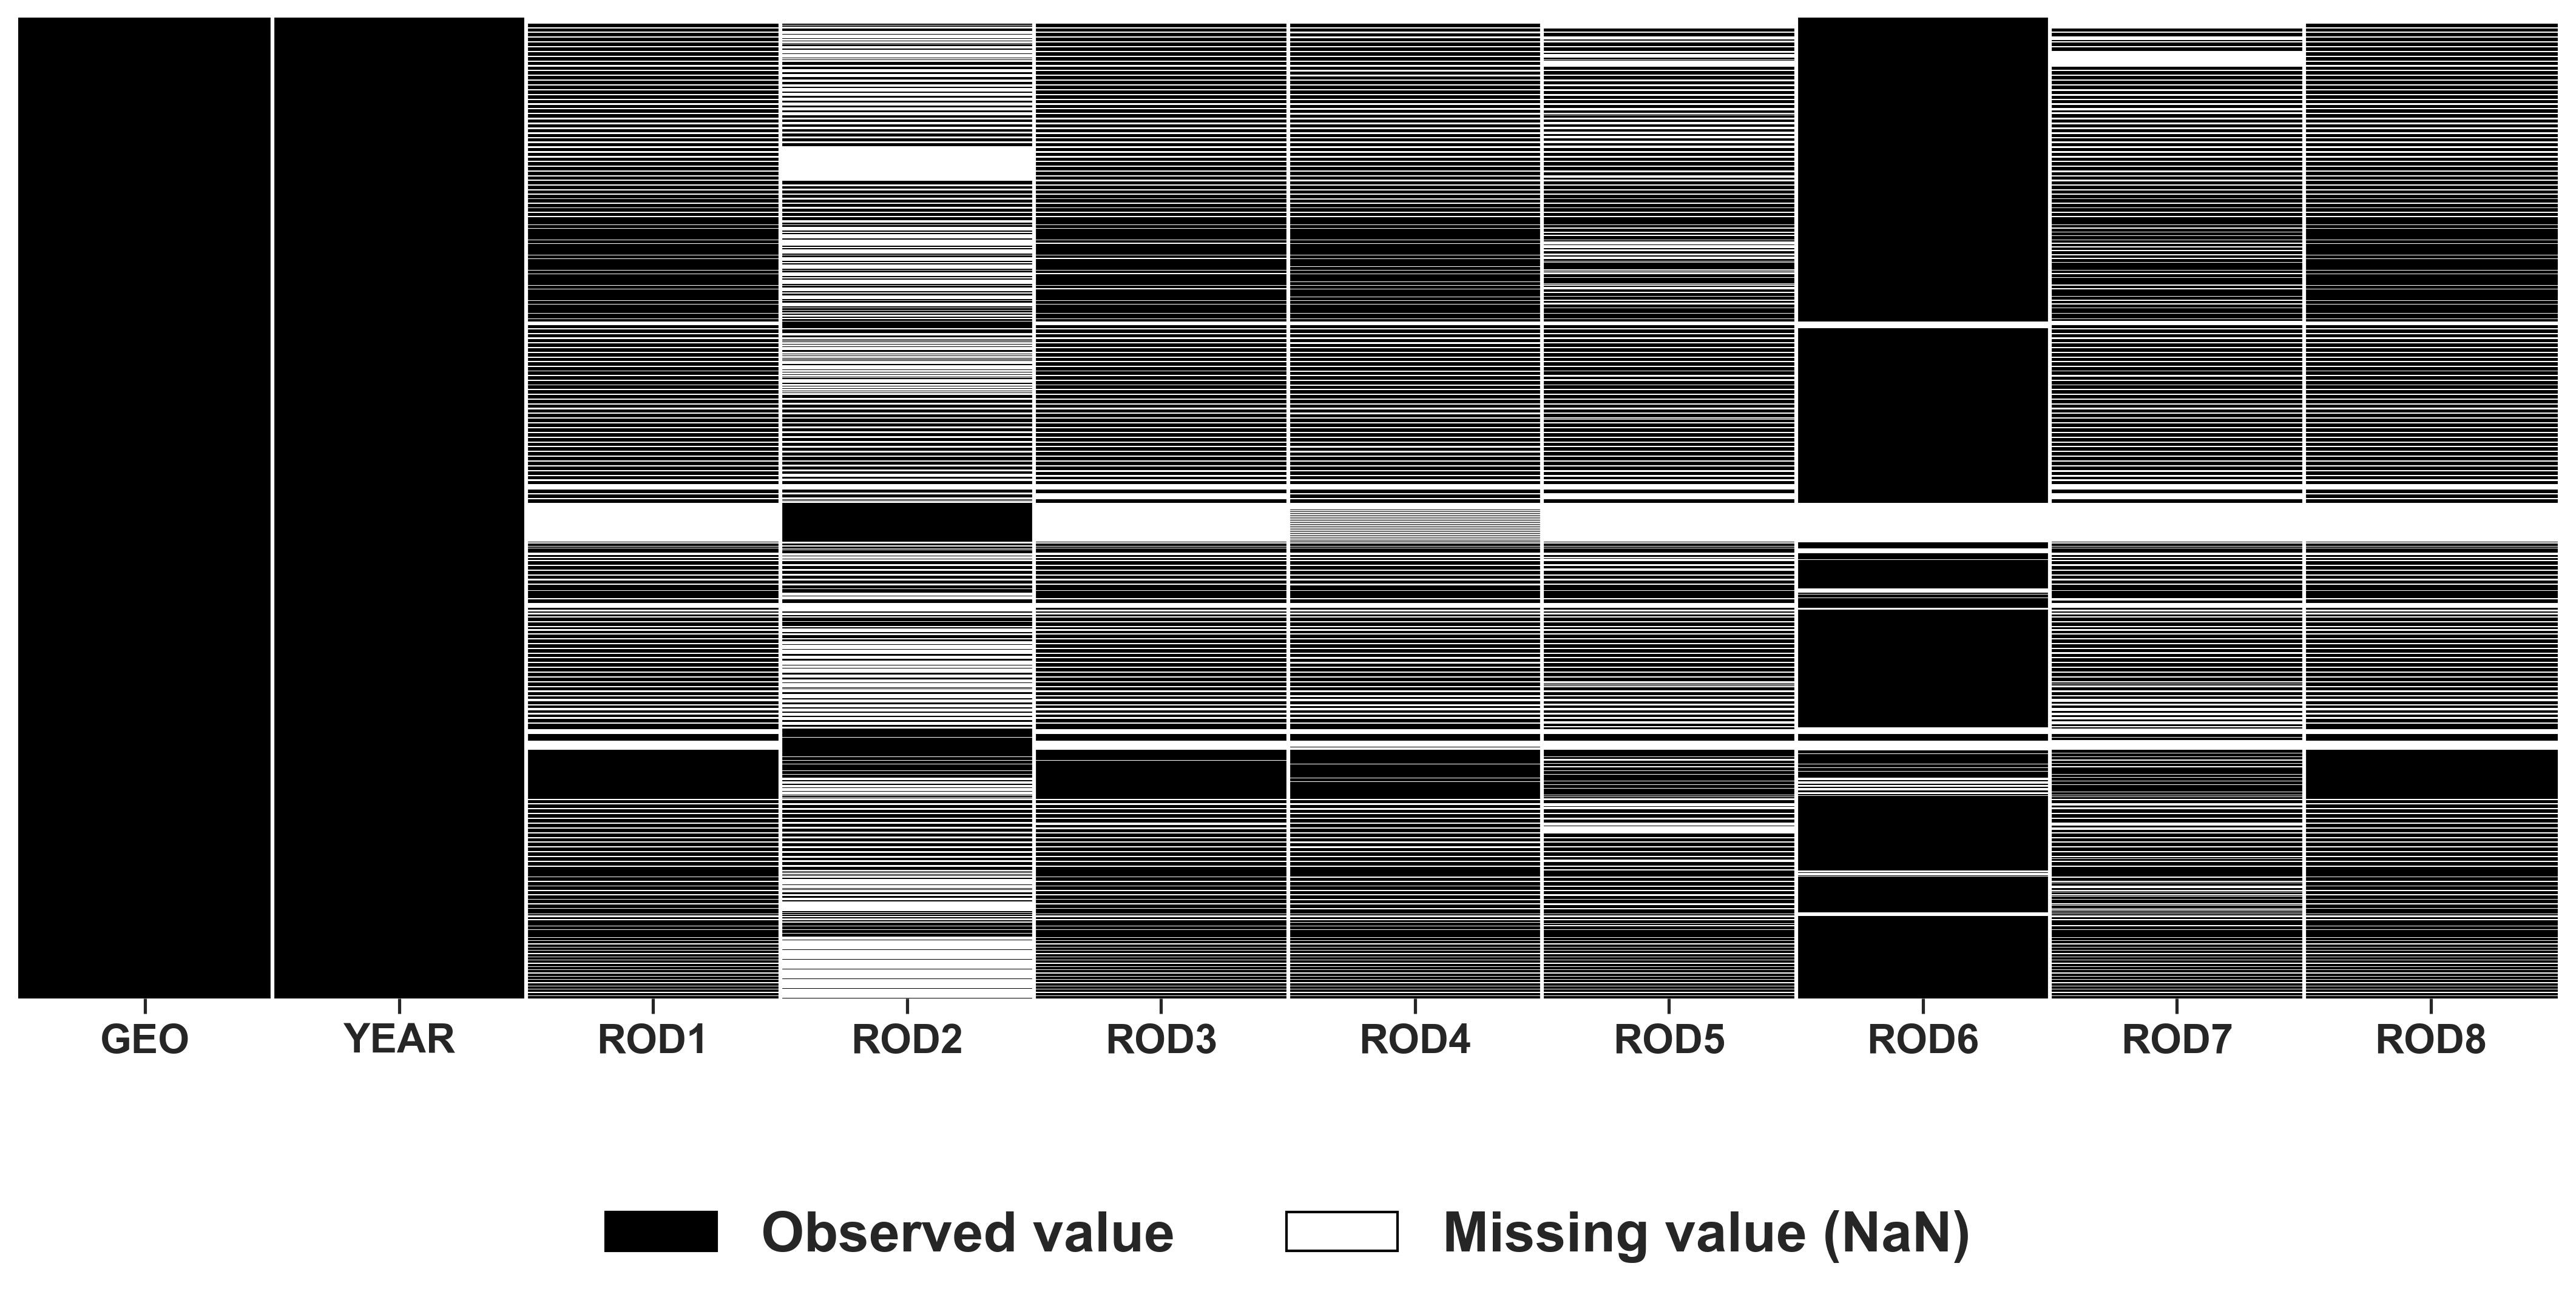 GEO YEAR ROD1 ROD2 ROD3 ROD4 ROD5 ROD6 ROD7 ROD8
Observed value Missing value (NaN)